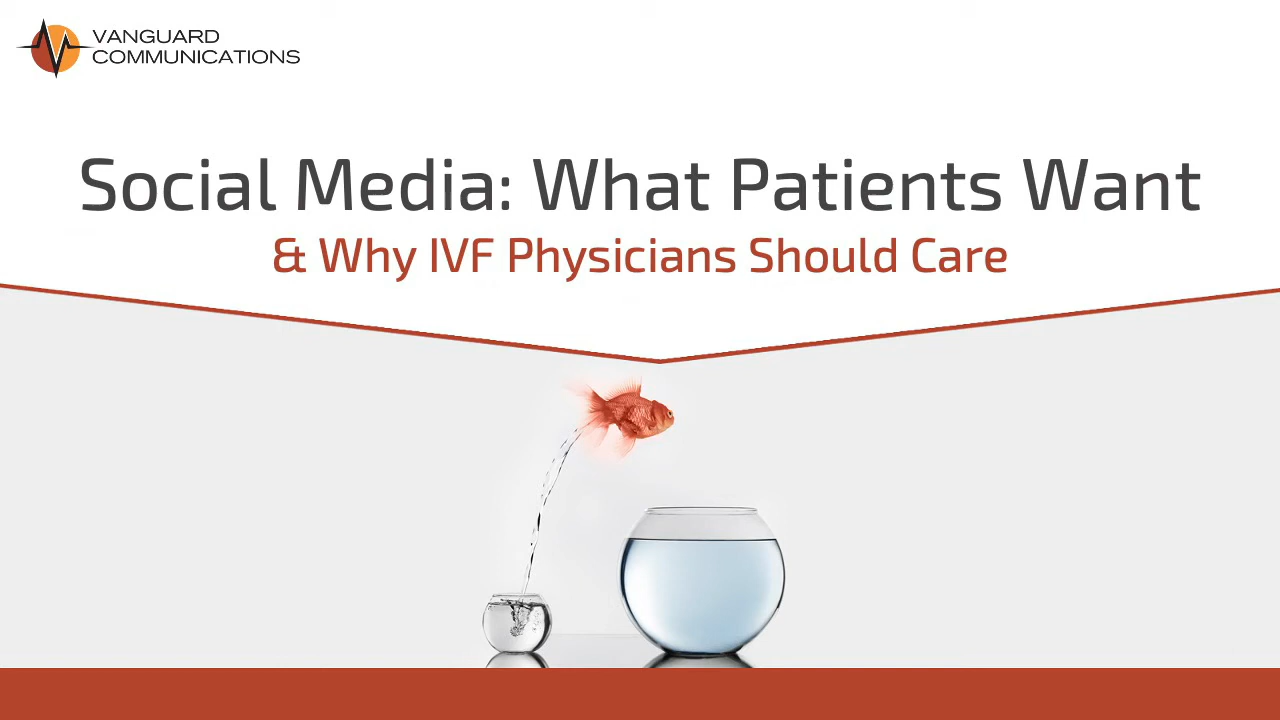 VANGUARD
COMMUNICATIONS
Social Media: What Patients Want
& Why IVF Physicians Should Care